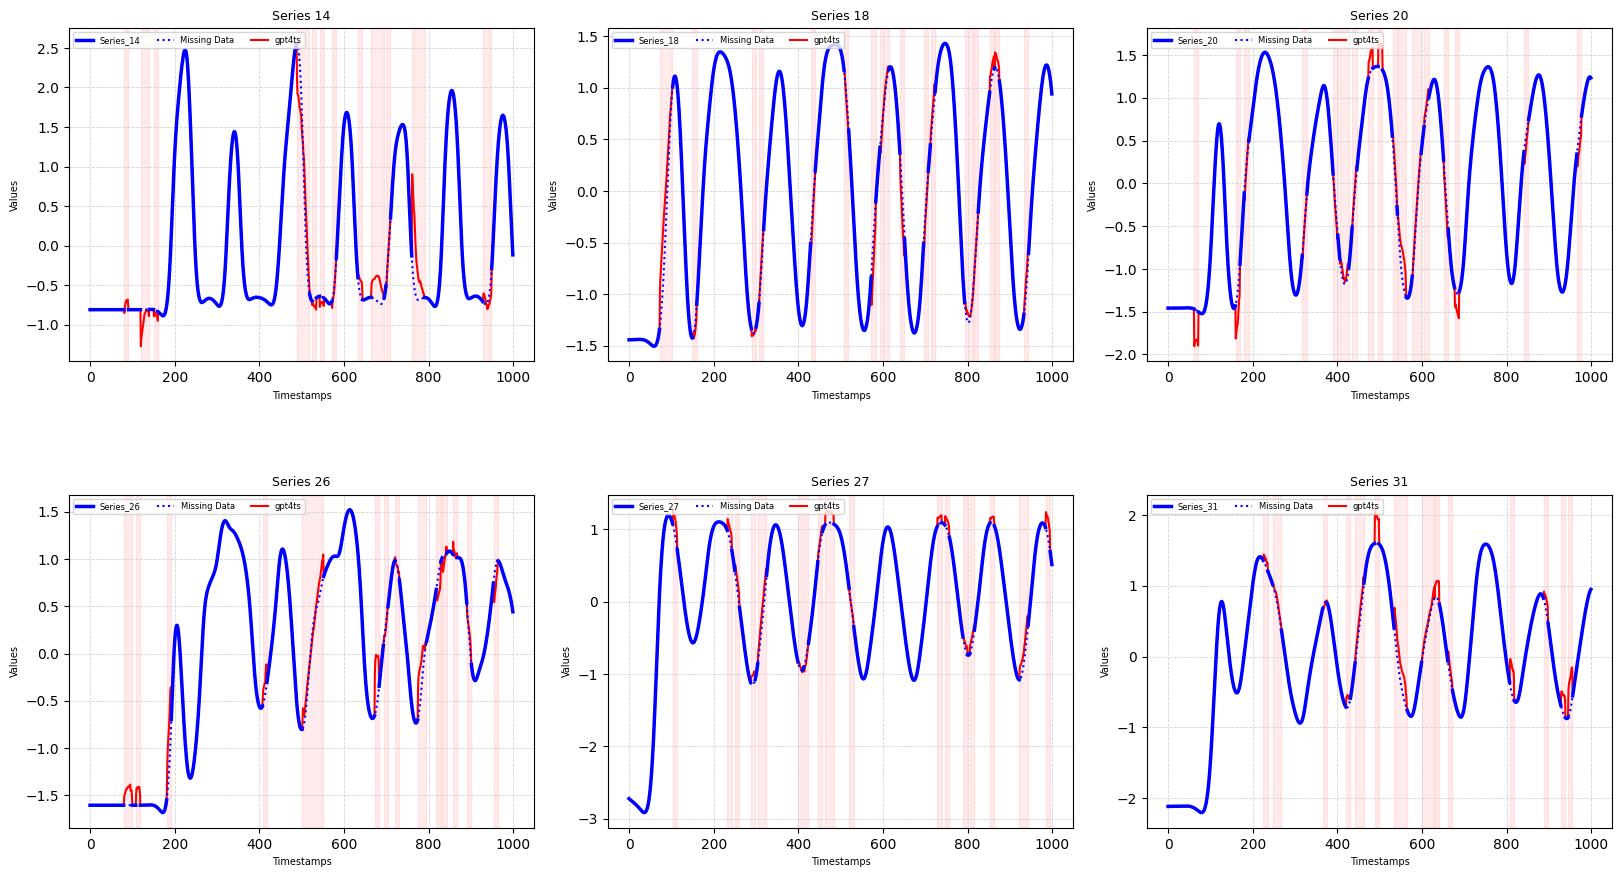 Series 14
Series_14 Missing Data gpt4ts
Values
2.5
2.0
1.5
1.0
0.5
0.0
−0.5
−1.0
0 200 400 600 800 1000
Timestamps
Series 18
Series_18 Missing Data gpt4ts
Values
1.5
1.0
0.5
0.0
−0.5
−1.0
−1.5
0 200 400 600 800 1000
Timestamps
Series 20
Series_20 Missing Data gpt4ts
Values
1.5
1.0
0.5
0.0
−0.5
−1.0
−1.5
−2.0
0 200 400 600 800 1000
Timestamps
Series 26
Series_26 Missing Data gpt4ts
Values
1.5
1.0
0.5
0.0
−0.5
−1.0
−1.5
0 200 400 600 800 1000
Timestamps
Series 27
Series_27 Missing Data gpt4ts
Values
1
0
−1
−2
−3
0 200 400 600 800 1000
Timestamps
Series 31
Series_31 Missing Data gpt4ts
Values
2
1
0
−1
−2
0 200 400 600 800 1000
Timestamps